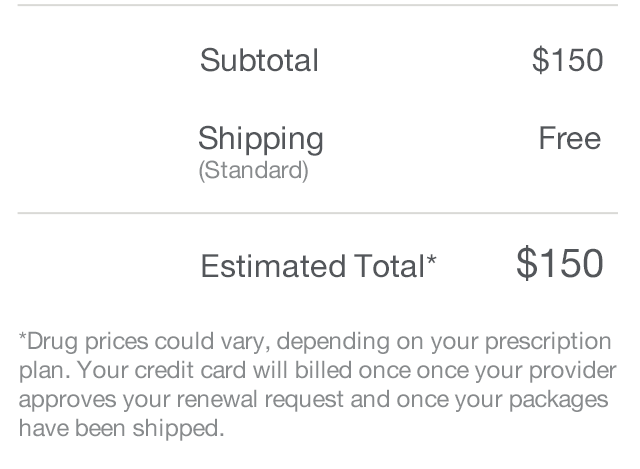 Subtotal $150
Shipping Free
(Standard)
Estimated Total* $150
*Drug prices could vary, depending on your prescription
plan. Your credit card will billed once once your provider
approves your renewal request and once your packages
have been shipped.